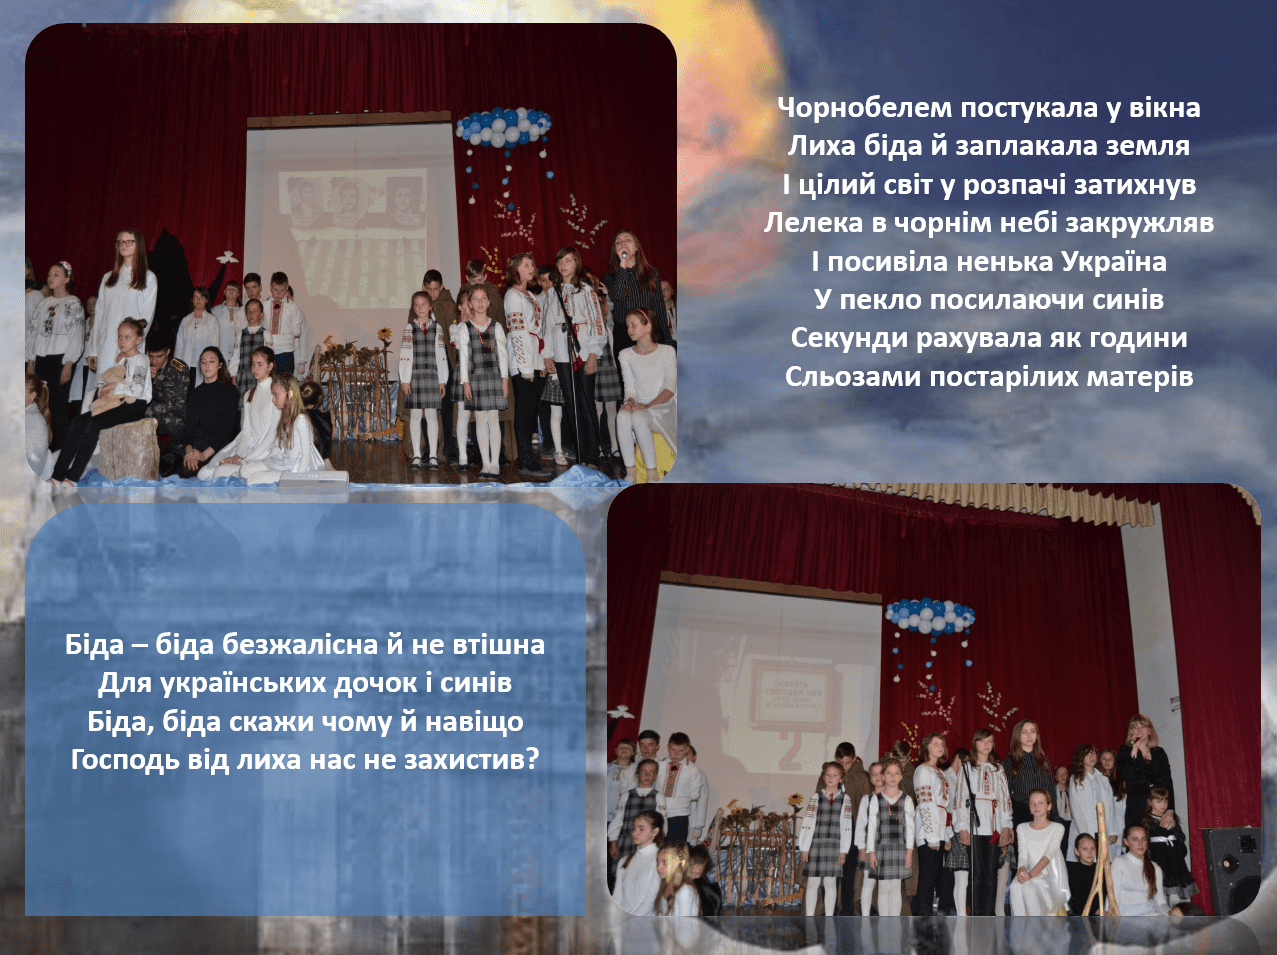 Чорнобелем постукала у вікна
Лиха біда й заплакала земля
І цілий світ у розпачі затихнув
Лелека в чорнім небі закружляв
І посивіла ненька Україна
У пекло посилаючи синів
Секунди рахувала як години
Сльозами постарілих матерів
Біда – біда безжалісна й не втішна
Для українських дочок і синів
Біда, біда скажи чому й навіщо
Господь від лиха нас не захистив?
2